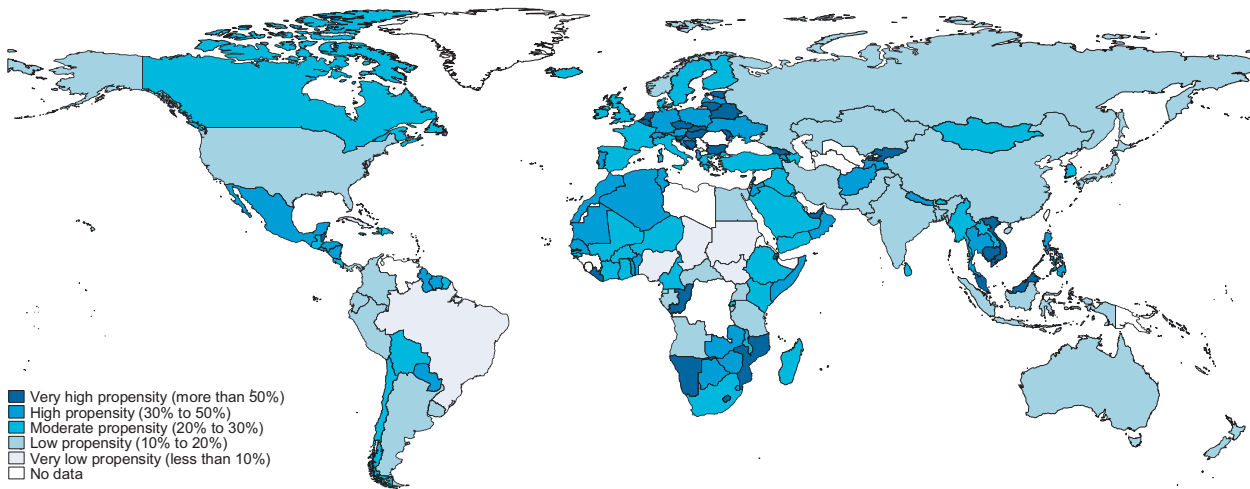 Very high propensity (more than 50%)
High propensity (30% to 50%)
Moderate propensity (20% to 30%)
Low propensity (10% to 20%)
Very low propensity (less than 10%)
No data